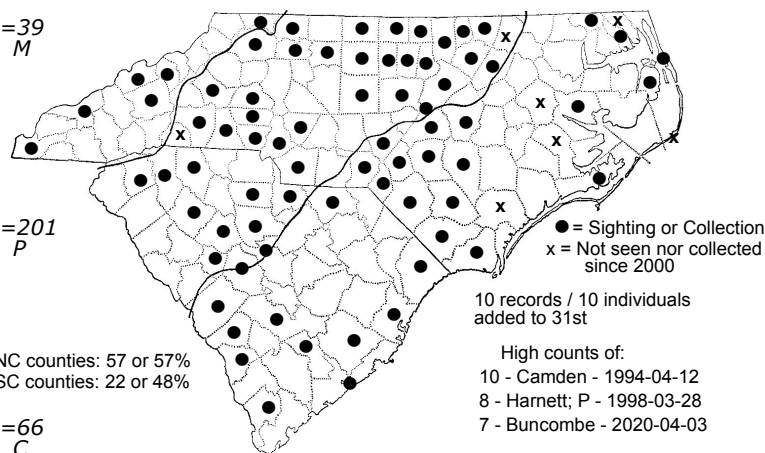 =39
M
=201
P
● = Sighting or Collection
x = Not seen nor collected
since 2000
10 records / 10 individuals
added to 31st
NC counties: 57 or 57%
SC counties: 22 or 48%
High counts of:
10 - Camden - 1994-04-12
8 - Harnett; P - 1998-03-28
7 - Buncombe - 2020-04-03
=66
C
x
x
x
x
x
x
x